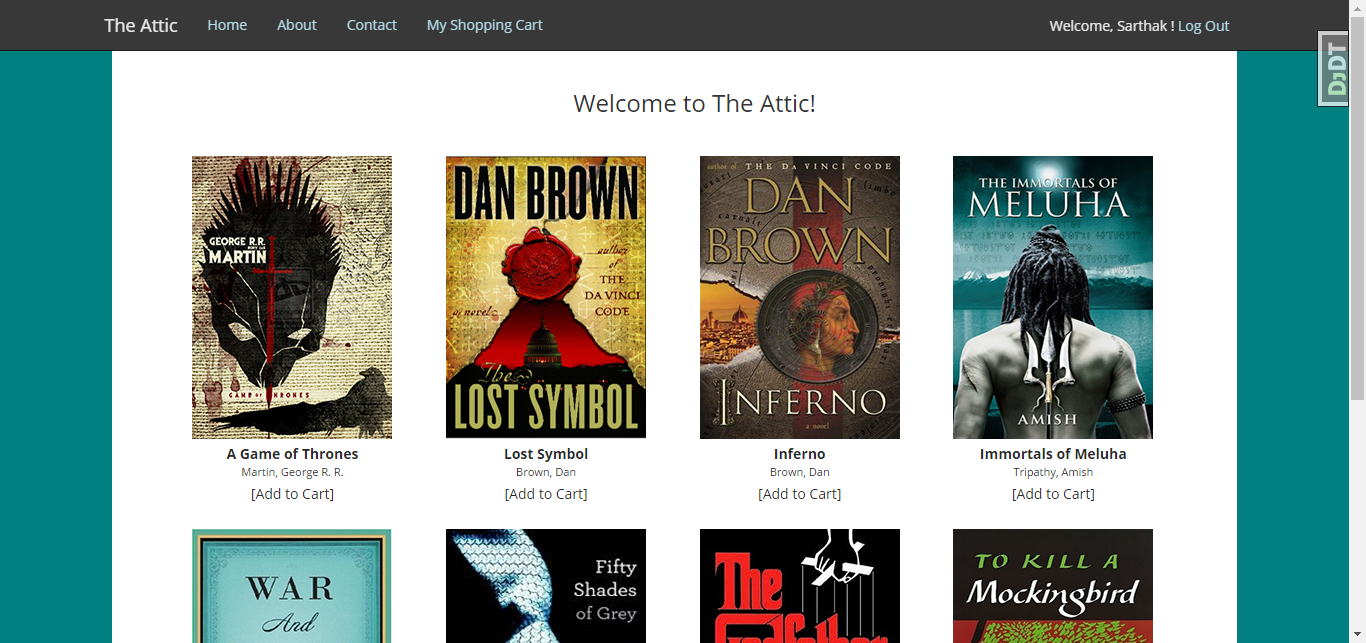 The Attic Home About Contact My Shopping Cart Welcome, Sarthak ! Log Out
DJDT
Welcome to The Attic!
GEORGE R.R.
MARTIN
GAME OF THRONES
DAN BROWN
author
of
THE
DA VINCI
CODE
a novel
The
LOST SYMBOL
author of THE DA VINCI CODE
DAN
BROWN
INFERNO
a novel
THE IMMORTALS OF
MELUHA
AMISH
A Game of Thrones
Martin, George R. R.
[Add to Cart]
Lost Symbol
Brown, Dan
[Add to Cart]
Inferno
Brown, Dan
[Add to Cart]
Immortals of Meluha
Tripathy, Amish
[Add to Cart]
WAR
And
Fifty
Shades
of Grey
The
Godfather
TO KILL A
Mockingbird